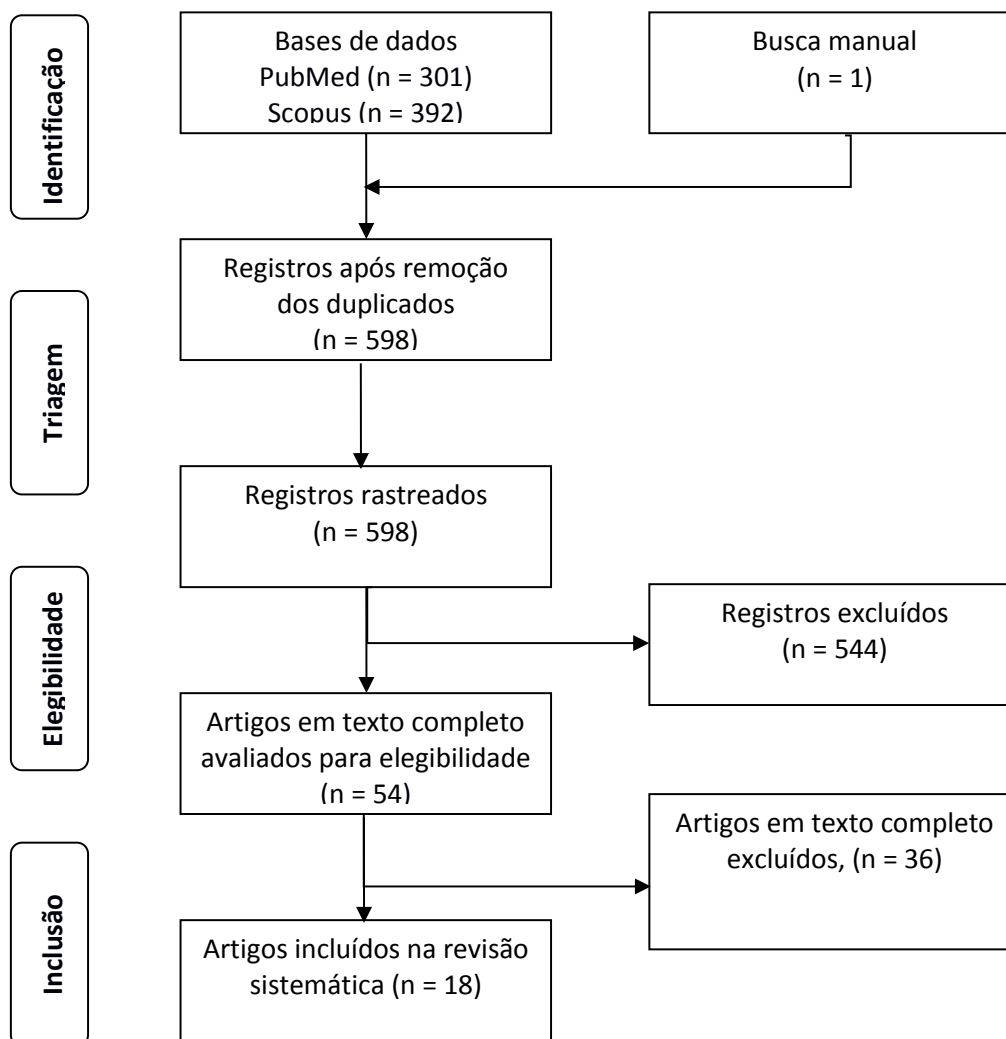 Identificação
Bases de dados
PubMed (n = 301)
Scopus (n = 392)
Busca manual
(n = 1)
Triagem
Registros após remoção
dos duplicados
(n = 598)
Registros rastreados
(n = 598)
Elegibilidade
Registros excluídos
(n = 544)
Artigos em texto completo
avaliados para elegibilidade
(n = 54)
Inclusão
Artigos em texto completo
excluídos, (n = 36)
Artigos incluídos na revisão
sistemática (n = 18)